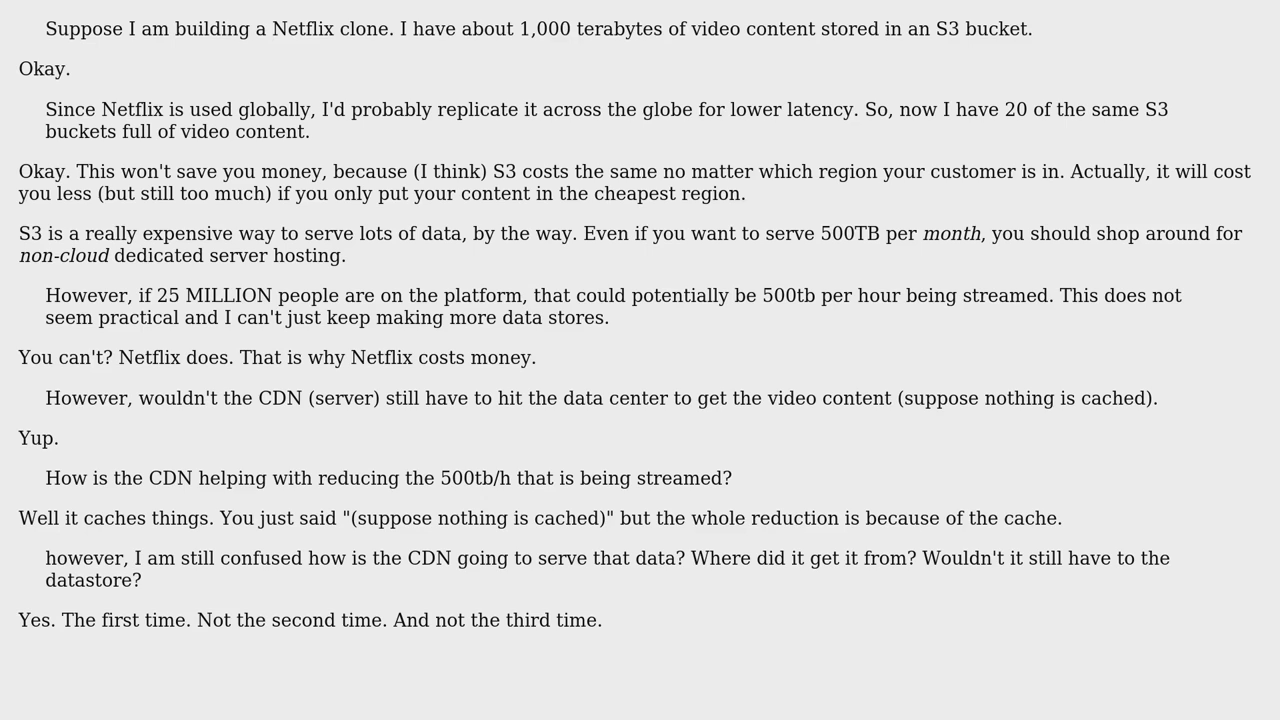 Suppose I am building a Netflix clone. I have about 1,000 terabytes of video content stored in an S3 bucket.
Okay.
Since Netflix is used globally, I'd probably replicate it across the globe for lower latency. So, now I have 20 of the same S3
buckets full of video content.
Okay. This won't save you money, because (I think) S3 costs the same no matter which region your customer is in. Actually, it will cost
you less (but still too much) if you only put your content in the cheapest region.
S3 is a really expensive way to serve lots of data, by the way. Even if you want to serve 500TB per month, you should shop around for
non-cloud dedicated server hosting.
However, if 25 MILLION people are on the platform, that could potentially be 500tb per hour being streamed. This does not
seem practical and I can't just keep making more data stores.
You can't? Netflix does. That is why Netflix costs money.
However, wouldn't the CDN (server) still have to hit the data center to get the video content (suppose nothing is cached).
Yup.
How is the CDN helping with reducing the 500tb/h that is being streamed?
Well it caches things. You just said "(suppose nothing is cached)" but the whole reduction is because of the cache.
however, I am still confused how is the CDN going to serve that data? Where did it get it from? Wouldn't it still have to the
datastore?
Yes. The first time. Not the second time. And not the third time.